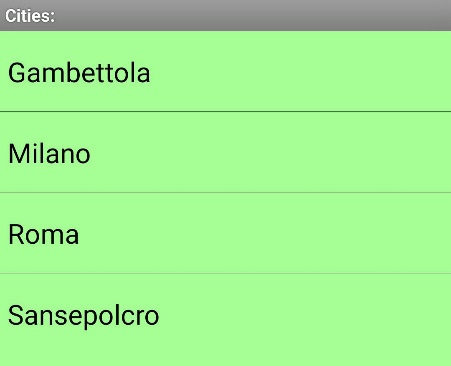 Cities:
Gambettola
Milano
Roma
Sansepolcro